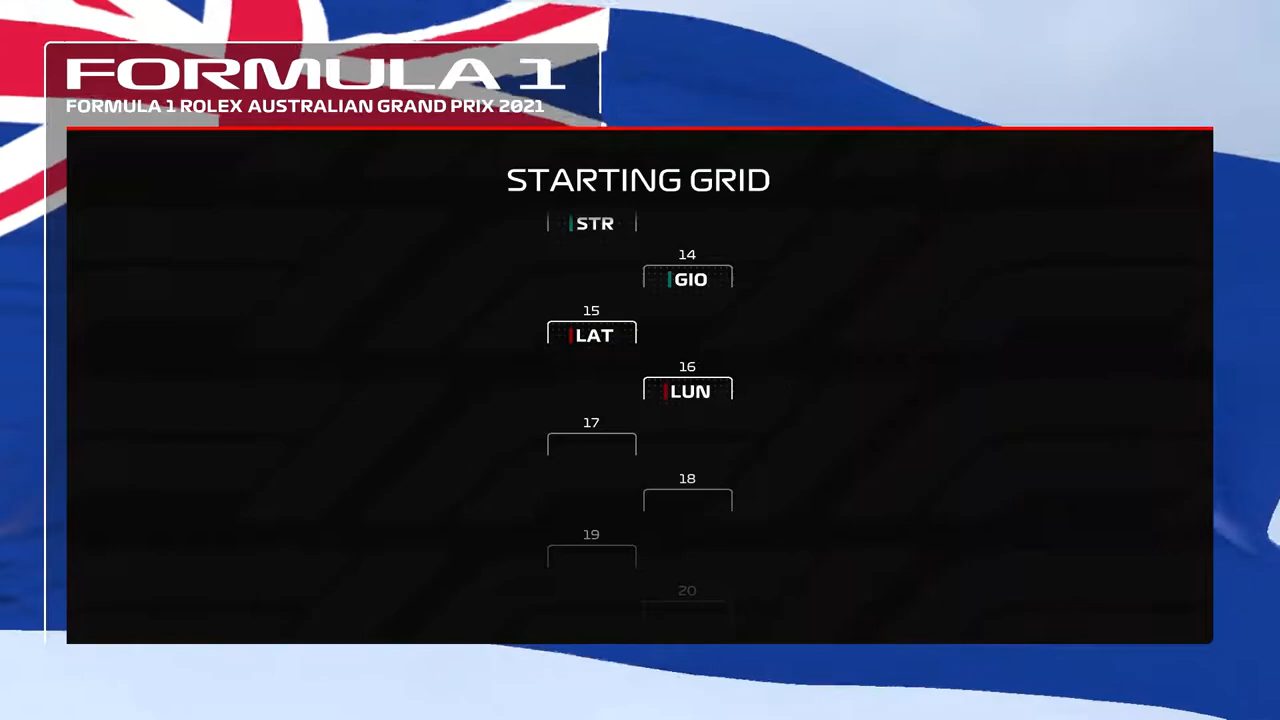 FORMULA 1
FORMULA 1 ROLEX AUSTRALIAN GRAND PRIX 2021
STARTING GRID
STR
14
GIO
15
LAT
16
LUN
17
18
19
20